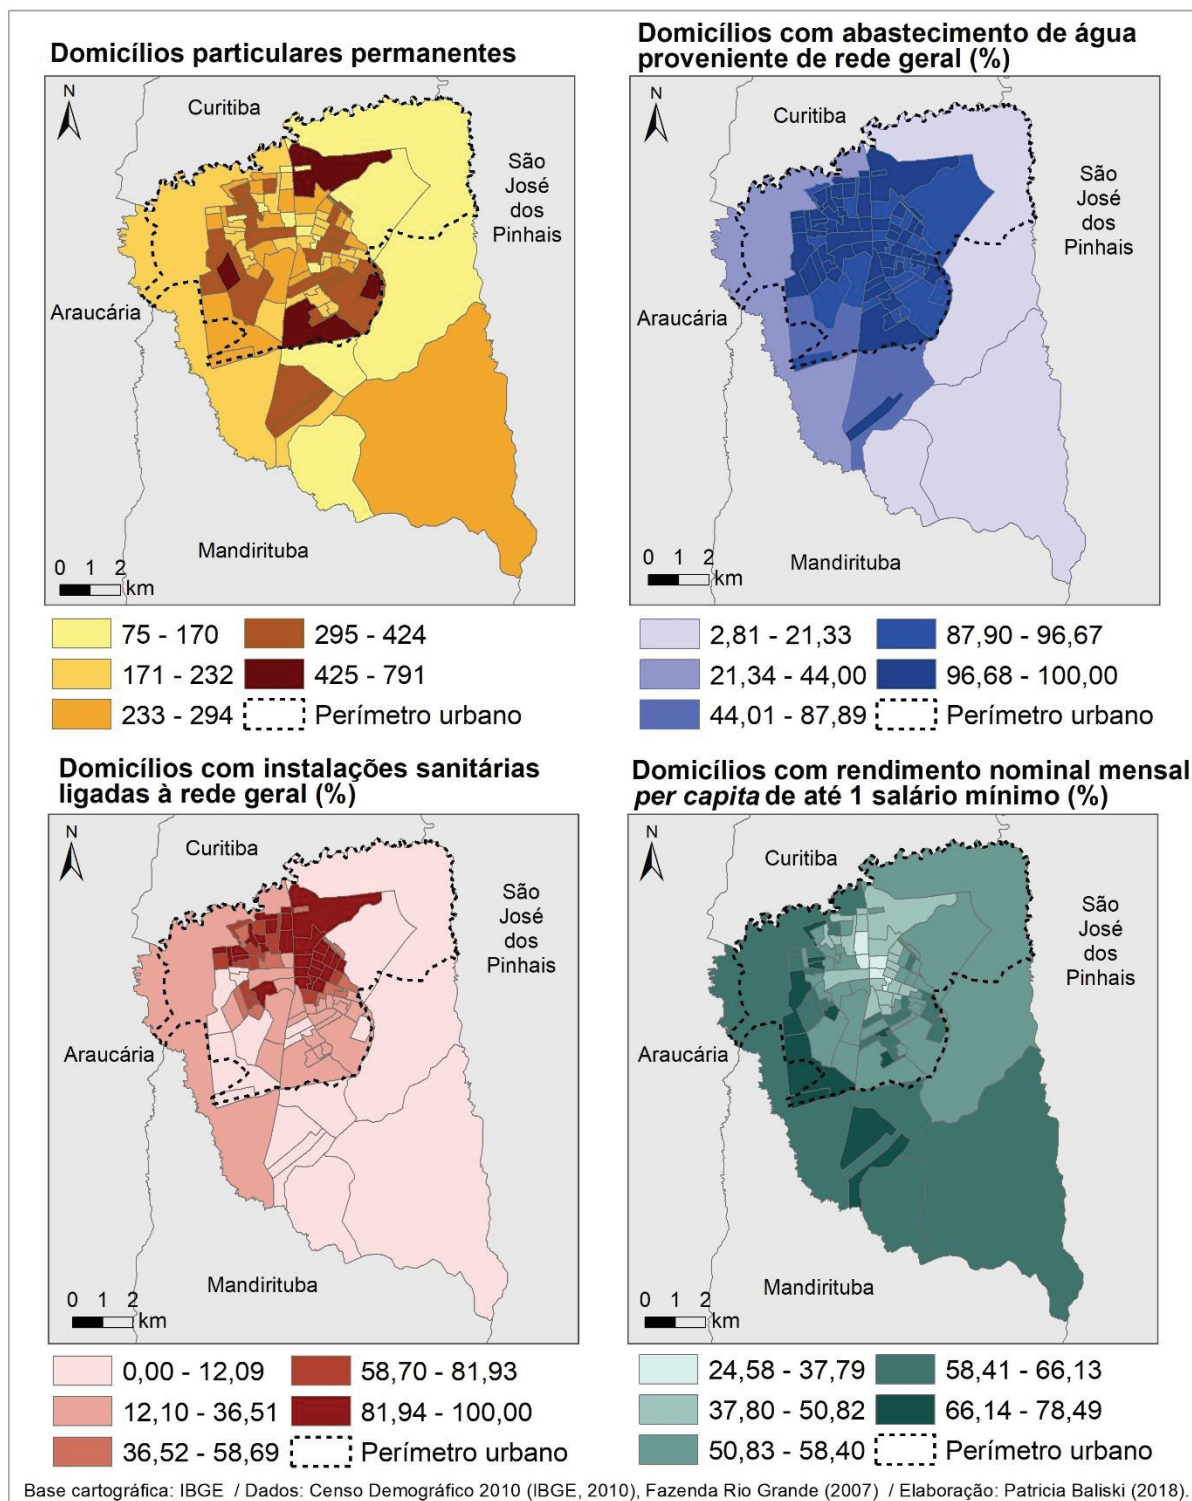 Domicílios particulares permanentes
N
Curitiba
São
José
dos
Pinhais
Araucária
Mandirituba
0 1 2
km
75 - 170
171 - 232
233 - 294
295 - 424
425 - 791
Perímetro urbano
Domicílios com abastecimento de água
proveniente de rede geral (%)
N
Curitiba
São
José
dos
Pinhais
Araucária
Mandirituba
0 1 2
km
2,81 - 21,33
21,34 - 44,00
44,01 - 87,89
87,90 - 96,67
96,68 - 100,00
Perímetro urbano
Domicílios com instalações sanitárias
ligadas à rede geral (%)
N
Curitiba
São
José
dos
Pinhais
Araucária
Mandirituba
0 1 2
km
0,00 - 12,09
12,10 - 36,51
36,52 - 58,69
58,70 - 81,93
81,94 - 100,00
Perímetro urbano
Domicílios com rendimento nominal mensal
per capita de até 1 salário mínimo (%)
N
Curitiba
São
José
dos
Pinhais
Araucária
Mandirituba
0 1 2
km
24,58 - 37,79
37,80 - 50,82
50,83 - 58,40
58,41 - 66,13
66,14 - 78,49
Perímetro urbano
Base cartográfica: IBGE / Dados: Censo Demográfico 2010 (IBGE, 2010), Fazenda Rio Grande (2007) / Elaboração: Patricia Baliski (2018).